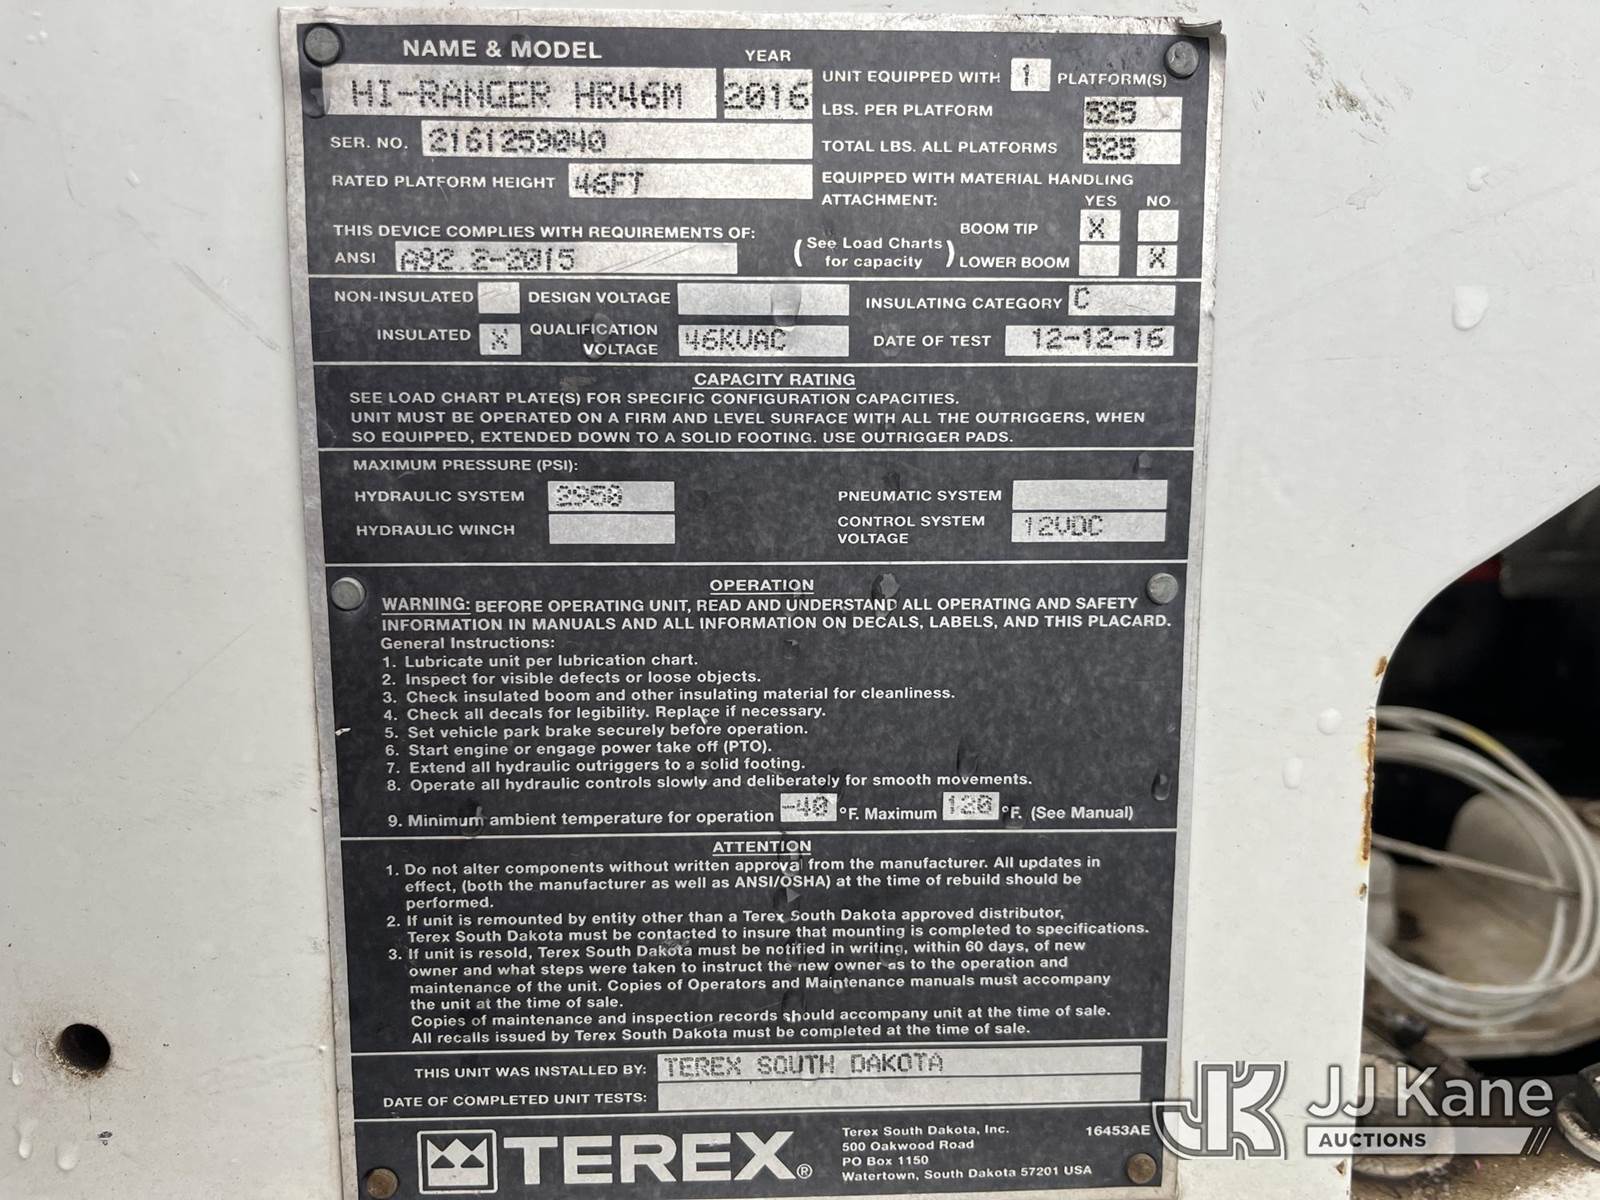 NAME & MODEL YEAR
HI-RANGER HR46M 2016
UNIT EQUIPPED WITH 1 PLATFORM(S)
LBS. PER PLATFORM 525
SER. NO. 2161259040
TOTAL LBS. ALL PLATFORMS 525
RATED PLATFORM HEIGHT 46FT
EQUIPPED WITH MATERIAL HANDLING
ATTACHMENT: YES NO
THIS DEVICE COMPLIES WITH REQUIREMENTS OF:
ANSI A92.2-2015
(See Load Charts
for capacity)
BOOM TIP X
LOWER BOOM X
NON-INSULATED DESIGN VOLTAGE INSULATING CATEGORY C
INSULATED X QUALIFICATION
VOLTAGE 46KVAC DATE OF TEST 12-12-16
CAPACITY RATING
SEE LOAD CHART PLATE(S) FOR SPECIFIC CONFIGURATION CAPACITIES.
UNIT MUST BE OPERATED ON A FIRM AND LEVEL SURFACE WITH ALL THE OUTRIGGERS, WHEN
SO EQUIPPED, EXTENDED DOWN TO A SOLID FOOTING. USE OUTRIGGER PADS.
MAXIMUM PRESSURE (PSI):
HYDRAULIC SYSTEM 2950 PNEUMATIC SYSTEM
HYDRAULIC WINCH CONTROL SYSTEM
VOLTAGE 12VDC
OPERATION
WARNING: BEFORE OPERATING UNIT, READ AND UNDERSTAND ALL OPERATING AND SAFETY
INFORMATION IN MANUALS AND ALL INFORMATION ON DECALS, LABELS, AND THIS PLACARD.
General Instructions:
1. Lubricate unit per lubrication chart.
2. Inspect for visible defects or loose objects.
3. Check insulated boom and other insulating material for cleanliness.
4. Check all decals for legibility. Replace if necessary.
5. Set vehicle park brake securely before operation.
6. Start engine or engage power take off (PTO).
7. Extend all hydraulic outriggers to a solid footing.
8. Operate all hydraulic controls slowly and deliberately for smooth movements.
9. Minimum ambient temperature for operation -40 °F. Maximum 120 °F. (See Manual)
ATTENTION
1. Do not alter components without written approval from the manufacturer. All updates in
effect, (both the manufacturer as well as ANSI/OSHA) at the time of rebuild should be
performed.
2. If unit is remounted by entity other than a Terex South Dakota approved distributor,
Terex South Dakota must be contacted to insure that mounting is completed to specifications.
3. If unit is resold, Terex South Dakota must be notified in writing, within 60 days, of new
owner and what steps were taken to instruct the new owner as to the operation and
maintenance of the unit. Copies of Operators and Maintenance manuals must accompany
the unit at the time of sale.
Copies of maintenance and inspection records should accompany unit at the time of sale.
All recalls issued by Terex South Dakota must be completed at the time of sale.
THIS UNIT WAS INSTALLED BY: TEREX SOUTH DAKOTA
DATE OF COMPLETED UNIT TESTS:
TEREX®
Terex South Dakota, Inc. 16453AE
500 Oakwood Road
PO Box 1150
Watertown, South Dakota 57201 USA
JK JJ Kane
AUCTIONS